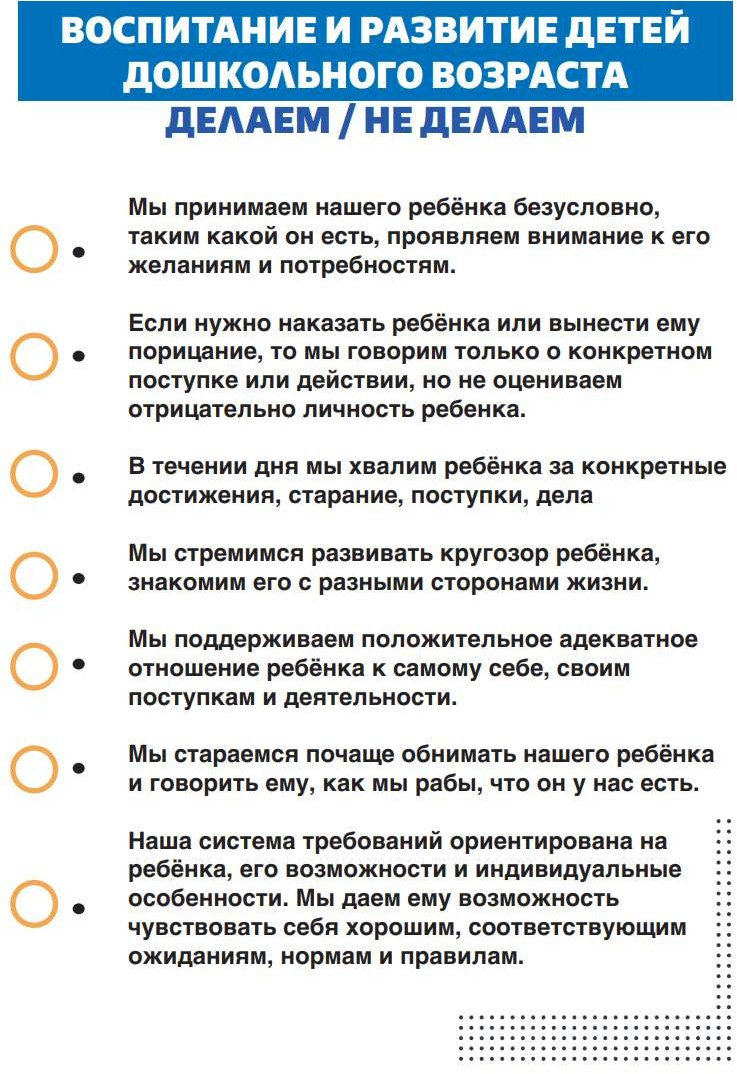 ВОСПИТАНИЕ И РАЗВИТИЕ ДЕТЕЙ
ДОШКОЛЬНОГО ВОЗРАСТА
ДЕЛАЕМ / НЕ ДЕЛАЕМ
• Мы принимаем нашего ребёнка безусловно,
таким какой он есть, проявляем внимание к его
желаниям и потребностям.
• Если нужно наказать ребёнка или вынести ему
порицание, то мы говорим только о конкретном
поступке или действии, но не оцениваем
отрицательно личность ребенка.
• В течении дня мы хвалим ребёнка за конкретные
достижения, старание, поступки, дела
• Мы стремимся развивать кругозор ребёнка,
знакомим его с разными сторонами жизни.
• Мы поддерживаем положительное адекватное
отношение ребёнка к самому себе, своим
поступкам и деятельности.
• Мы стараемся почаще обнимать нашего ребёнка
и говорить ему, как мы рабы, что он у нас есть.
• Наша система требований ориентирована на
ребёнка, его возможности и индивидуальные
особенности. Мы даем ему возможность
чувствовать себя хорошим, соответствующим
ожиданиям, нормам и правилам.